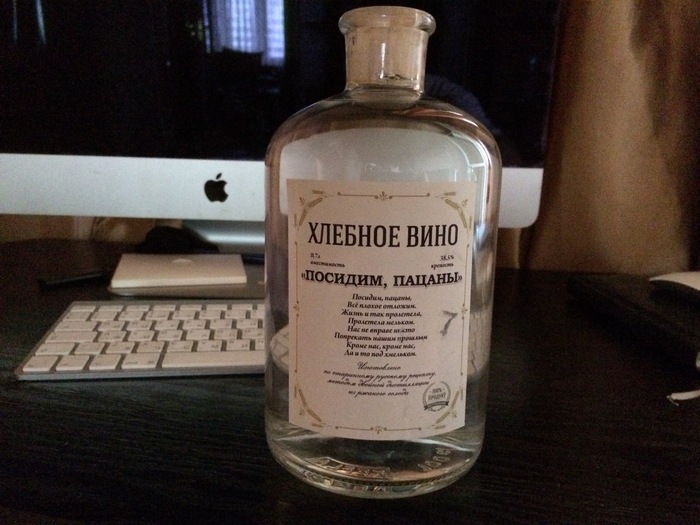 ХЛЕБНОЕ ВИНО
0,7л 38,5%
вместимость крепость
«ПОСИДИМ, ПАЦАНЫ»
Посидим, пацаны,
Всё плохое отложим.
Жизнь и так пролетела,
Пролетела мельком.
Нас не вправе никто
Попрекать нашим прошлым
Кроме нас, кроме нас,
Да и то под хмельком.
Изготовлено
по старинному русскому рецепту,
методом двойной дистилляции
из ржаного солода
100%
ПРОДУКТ